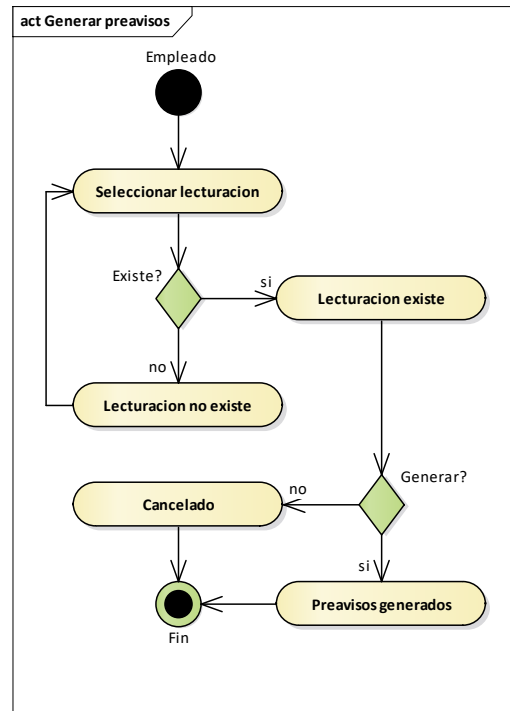 act Generar preavisos
Empleado
Seleccionar lecturacion
Existe?
si
Lecturacion existe
no
Lecturacion no existe
Generar?
no
Cancelado
si
Preavisos generados
Fin